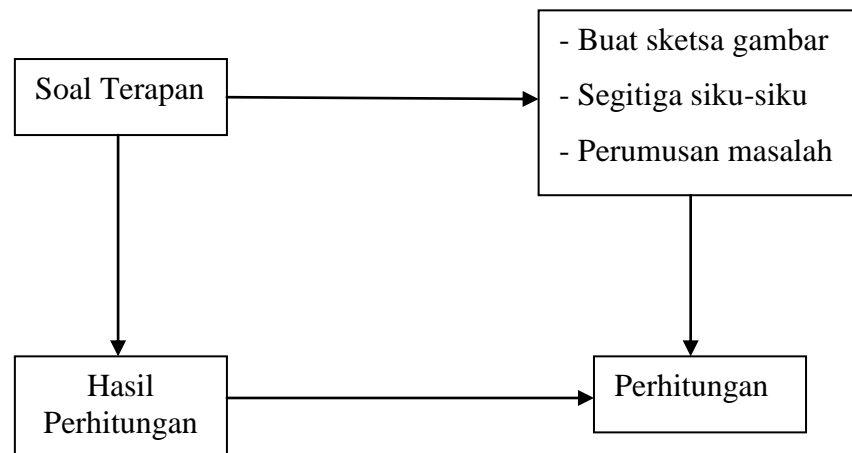 Soal Terapan
- Buat sketsa gambar
- Segitiga siku-siku
- Perumusan masalah
Hasil
Perhitungan
Perhitungan